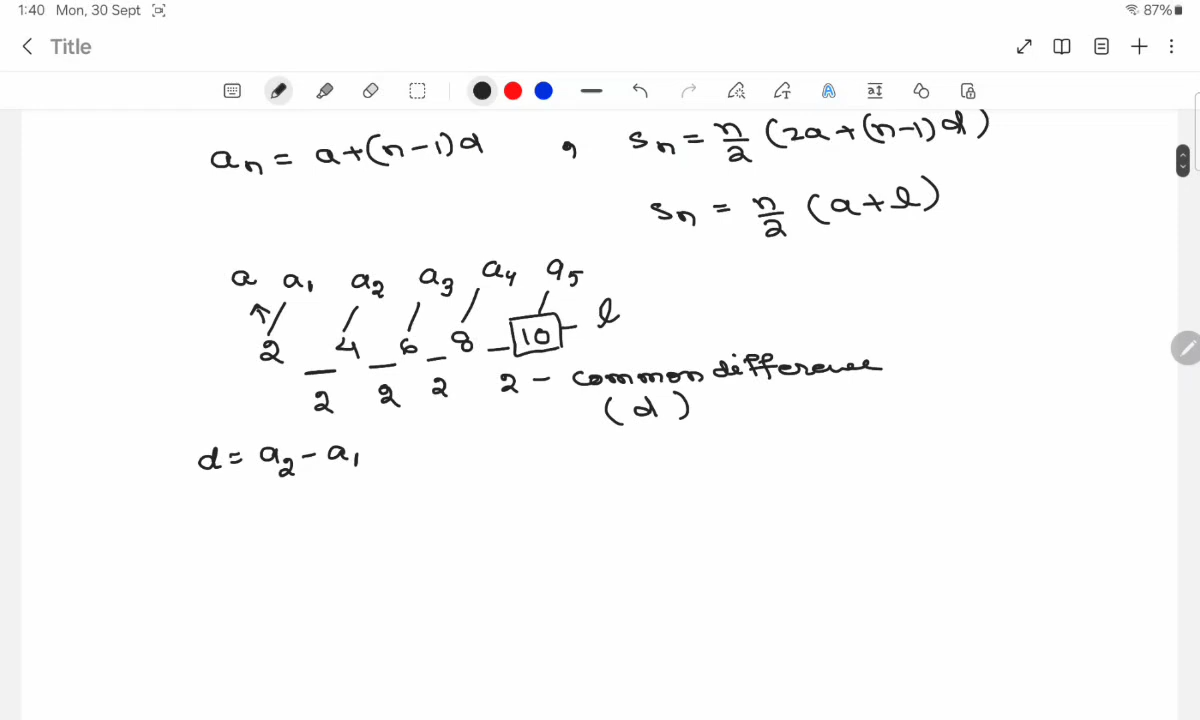 1:40 Mon, 30 Sept 87%
Title
aₙ = a+(n-1)d , Sₙ = n/2 (2a+(n-1)d)
Sₙ = n/2 (a+l)
a a₁ a₂ a₃ a₄ a₅
2 4 6 8 10 - l
2 2 2 2 - common difference
(d)
d = a₂ - a₁